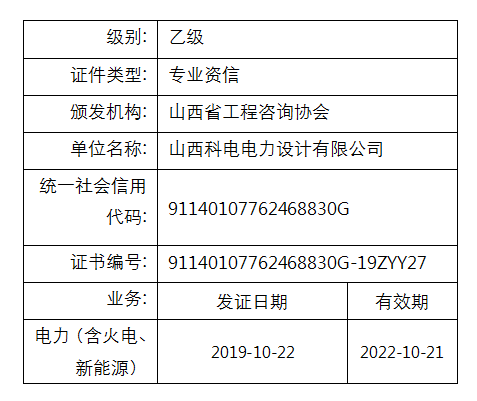 级别: 乙级
证件类型: 专业资信
颁发机构: 山西省工程咨询协会
单位名称: 山西科电电力设计有限公司
统一社会信用
代码: 91140107762468830G
证书编号: 91140107762468830G-19ZYY27
业务: 发证日期 有效期
电力（含火电、
新能源） 2019-10-22 2022-10-21